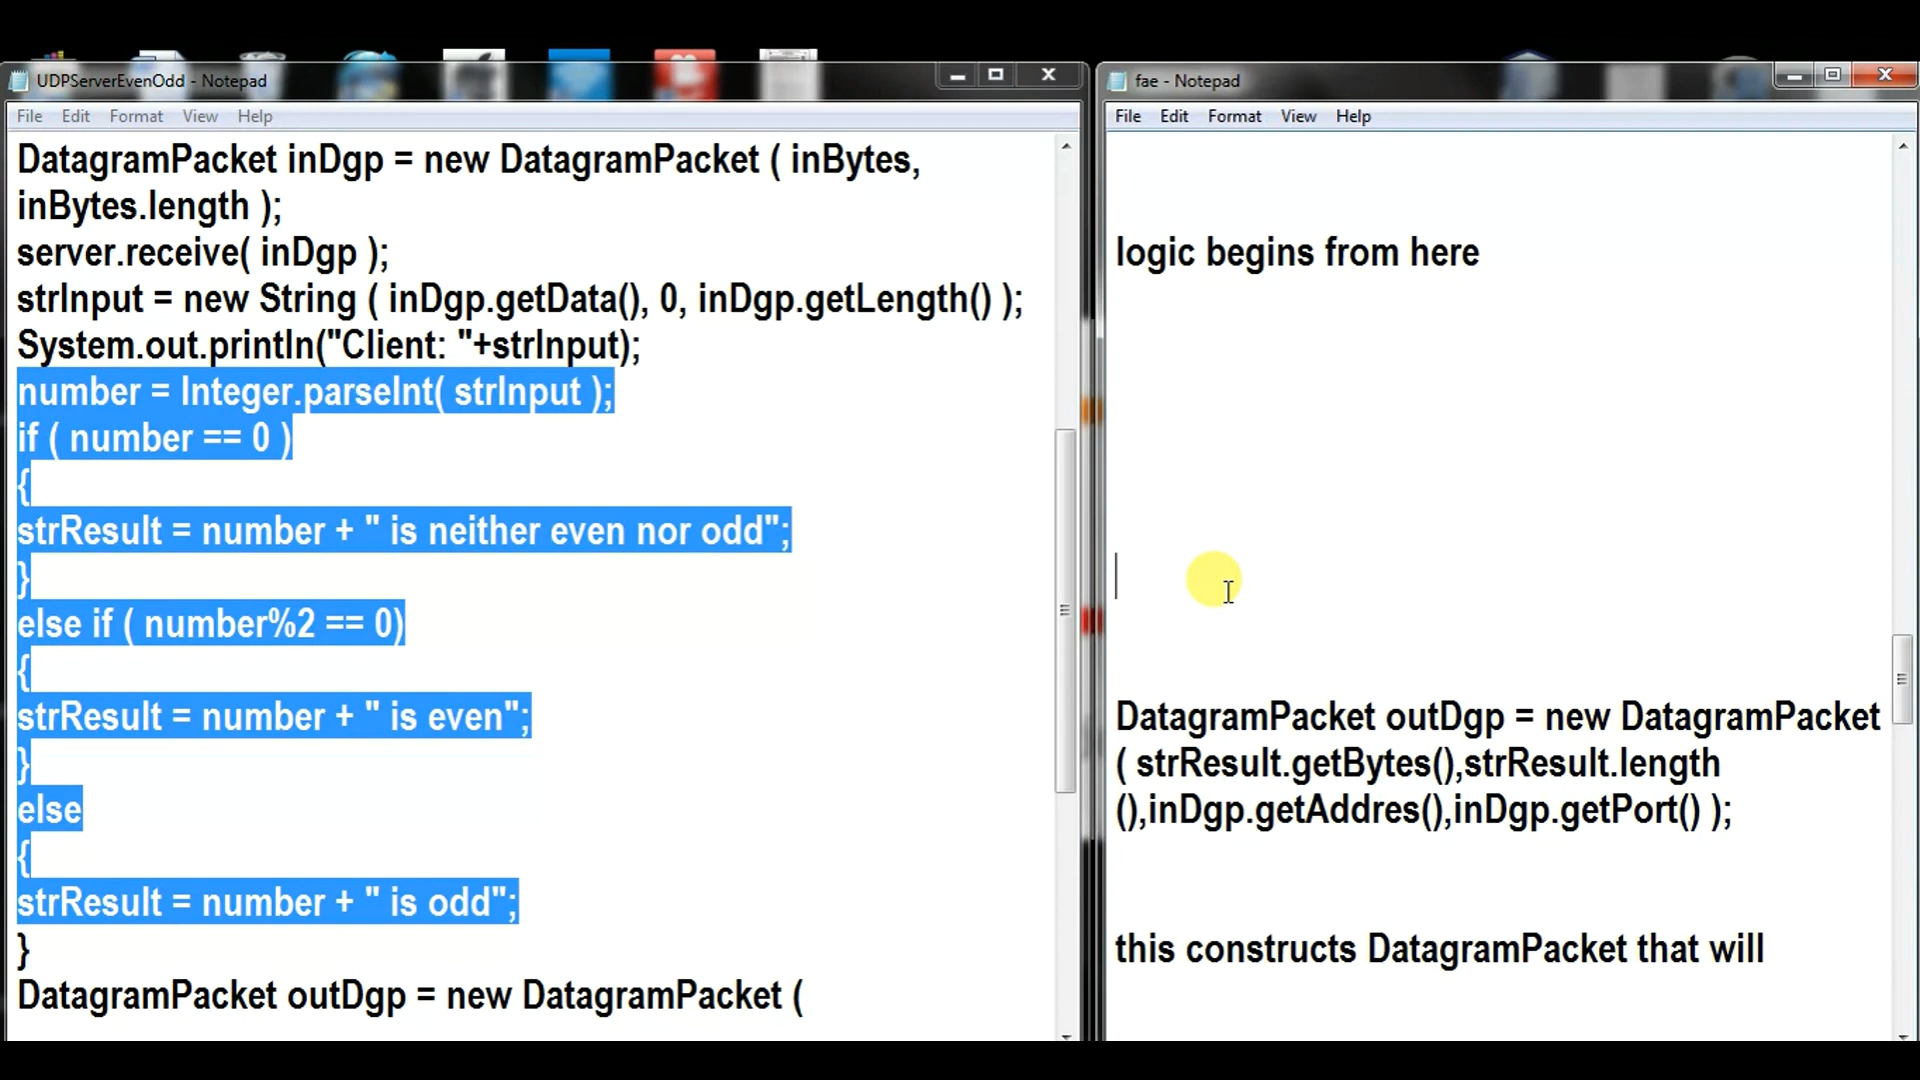 UDPServerEvenOdd - Notepad
File Edit Format View Help
DatagramPacket inDgp = new DatagramPacket ( inBytes,
inBytes.length );
server.receive( inDgp );
strInput = new String ( inDgp.getData(), 0, inDgp.getLength() );
System.out.println("Client: "+strInput);
number = Integer.parseInt( strInput );
if ( number == 0 )
{
strResult = number + " is neither even nor odd";
}
else if ( number%2 == 0)
{
strResult = number + " is even";
}
else
{
strResult = number + " is odd";
}
DatagramPacket outDgp = new DatagramPacket (
fae - Notepad
File Edit Format View Help
logic begins from here
DatagramPacket outDgp = new DatagramPacket
( strResult.getBytes(),strResult.length
(),inDgp.getAddres(),inDgp.getPort() );
this constructs DatagramPacket that will